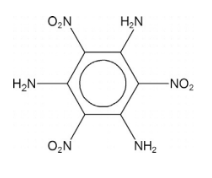 O₂N H₂N
H₂N NO₂
O₂N NH₂